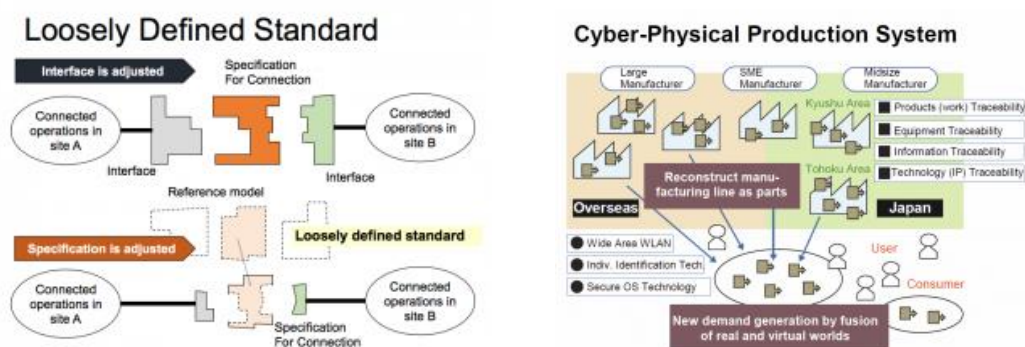 Loosely Defined Standard
Interface is adjusted
Specification
For Connection
Connected
operations in
site A
Connected
operations in
site B
Interface
Interface
Reference model
Loosely defined standard
Specification is adjusted
Connected
operations in
site A
Connected
operations in
site B
Specification
For Connection
Cyber-Physical Production System
Large
Manufacturer
SME
Manufacturer
Midsize
Manufacturer
Kyushu Area
Products (work) Traceability
Equipment Traceability
Information Traceability
Technology (IP) Traceability
Reconstruct manu-
facturing line as parts
Tohoku Area
Overseas
Japan
Wide Area WLAN
Indiv. Identification Tech.
Secure OS Technology
User
Consumer
New demand generation by fusion
of real and virtual worlds